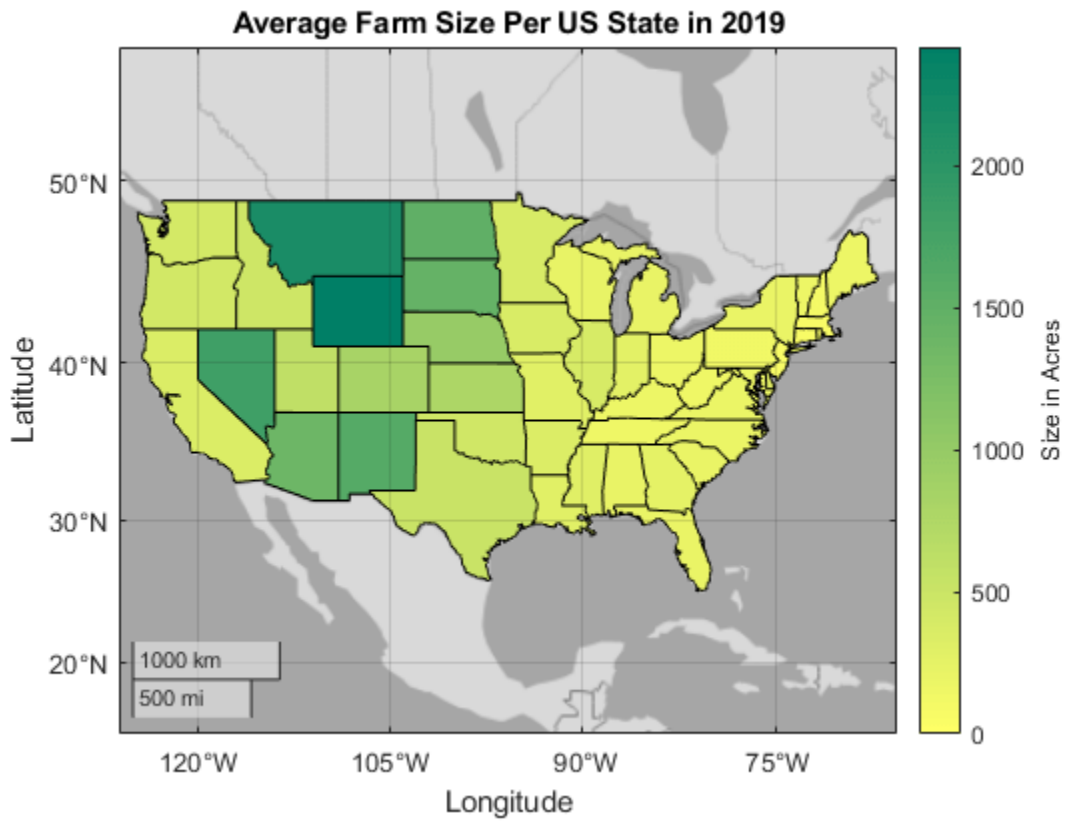 Average Farm Size Per US State in 2019
50°N
40°N
30°N
20°N
Latitude
1000 km
500 mi
120°W
105°W
90°W
75°W
Longitude
2000
1500
1000
500
0
Size in Acres